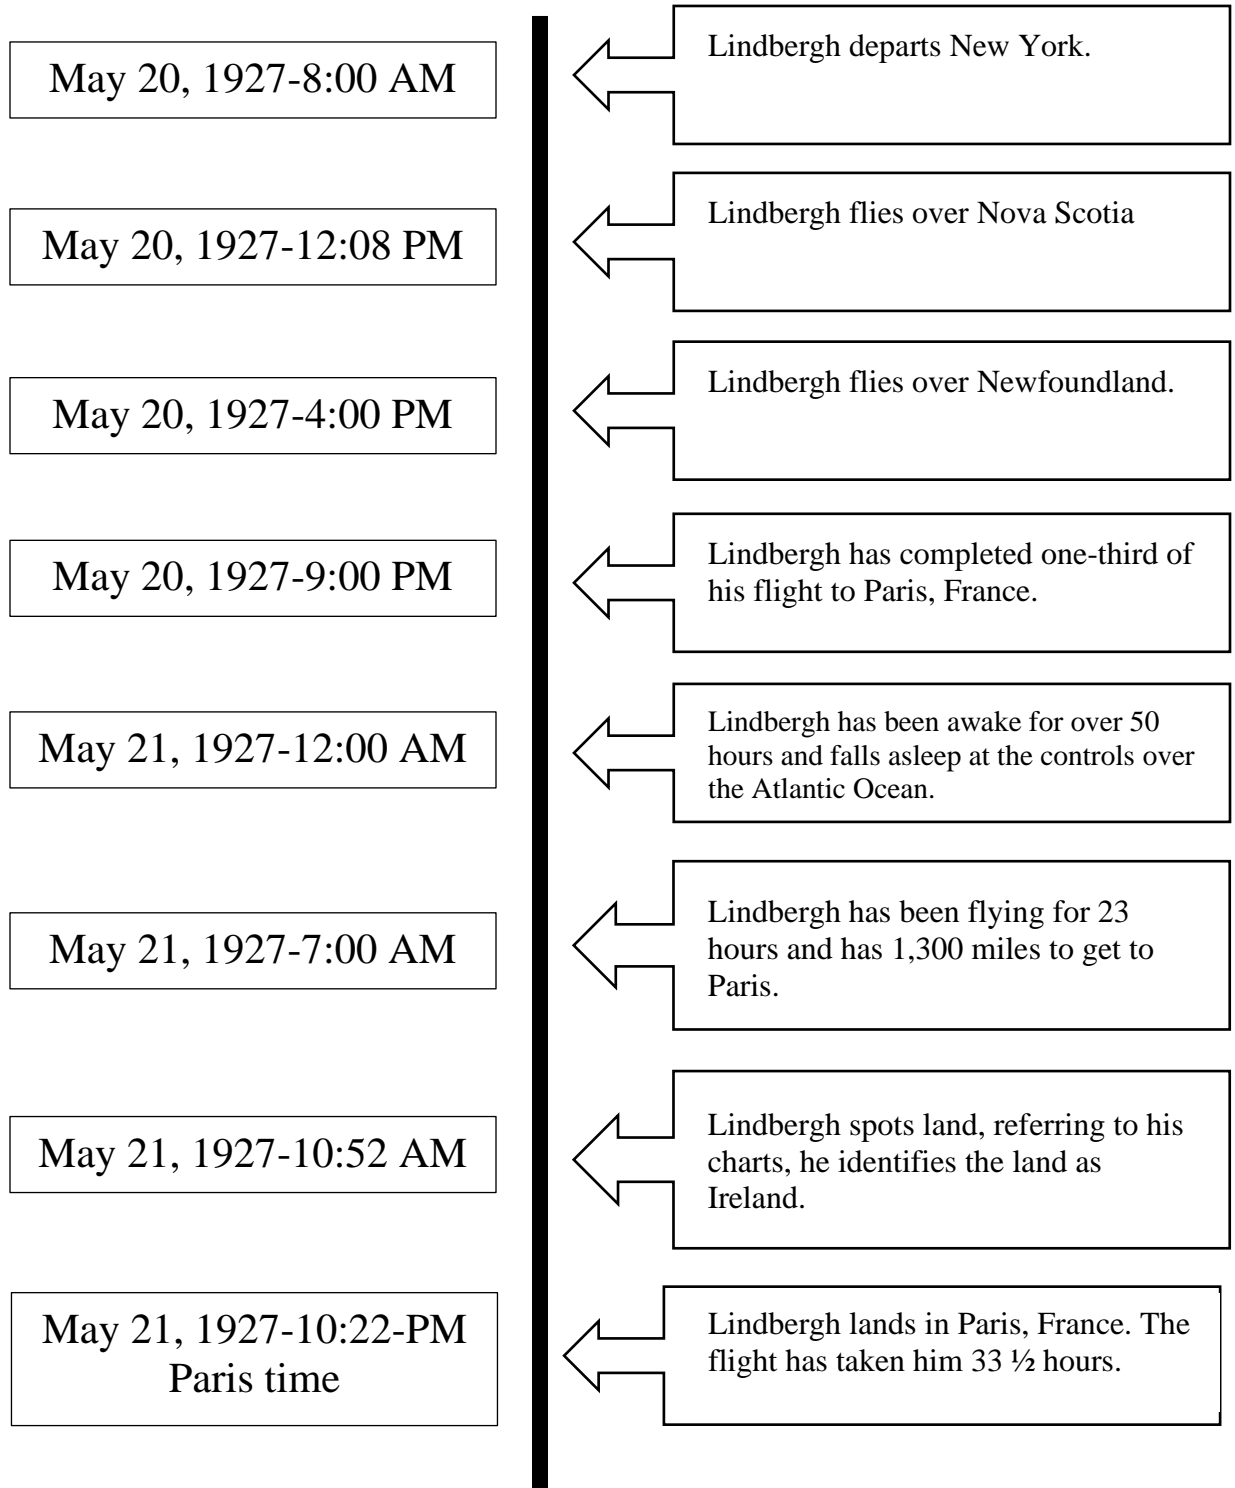 May 20, 1927-8:00 AM
Lindbergh departs New York.
May 20, 1927-12:08 PM
Lindbergh flies over Nova Scotia
May 20, 1927-4:00 PM
Lindbergh flies over Newfoundland.
May 20, 1927-9:00 PM
Lindbergh has completed one-third of
his flight to Paris, France.
May 21, 1927-12:00 AM
Lindbergh has been awake for over 50
hours and falls asleep at the controls over
the Atlantic Ocean.
May 21, 1927-7:00 AM
Lindbergh has been flying for 23
hours and has 1,300 miles to get to
Paris.
May 21, 1927-10:52 AM
Lindbergh spots land, referring to his
charts, he identifies the land as
Ireland.
May 21, 1927-10:22-PM
Paris time
Lindbergh lands in Paris, France. The
flight has taken him 33 ½ hours.